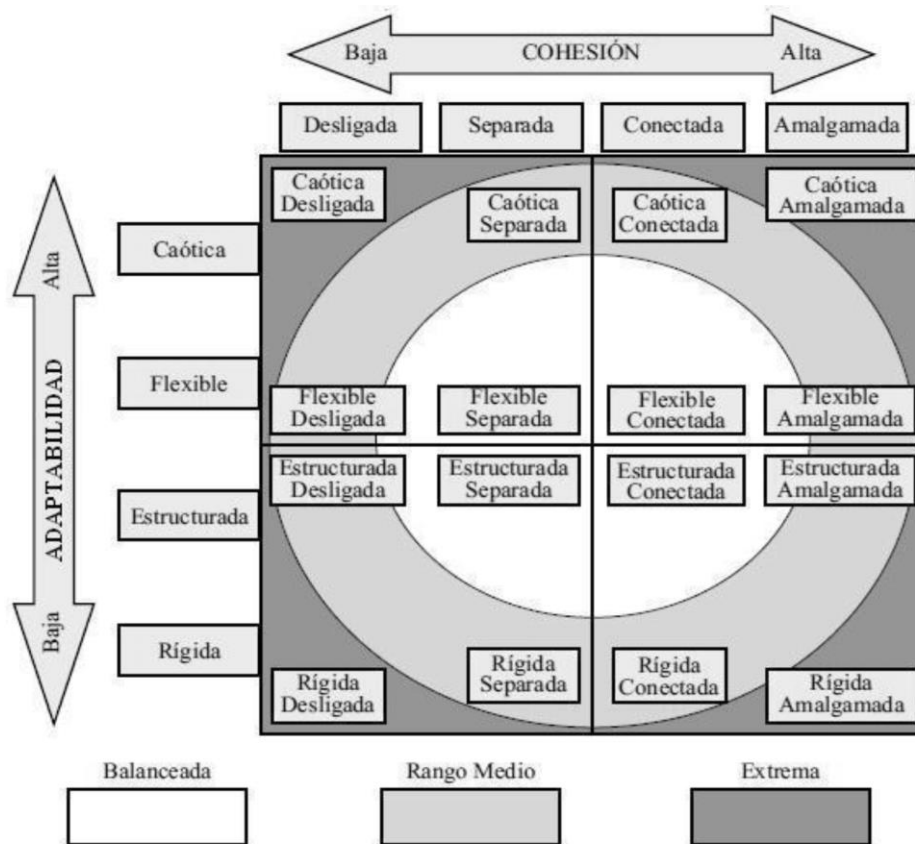 Baja COHESIÓN Alta
Desligada Separada Conectada Amalgamada
Caótica Desligada
Caótica Separada
Caótica Conectada
Caótica Amalgamada
Alta
ADAPTABILIDAD
Baja
Caótica
Flexible
Estructurada
Rígida
Flexible Desligada
Flexible Separada
Flexible Conectada
Flexible Amalgamada
Estructurada Desligada
Estructurada Separada
Estructurada Conectada
Estructurada Amalgamada
Rígida Desligada
Rígida Separada
Rígida Conectada
Rígida Amalgamada
Balanceada Rango Medio Extrema